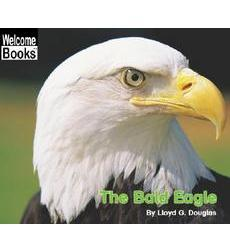 Welcome
Books
The Bald Eagle
By Lloyd G. Douglas